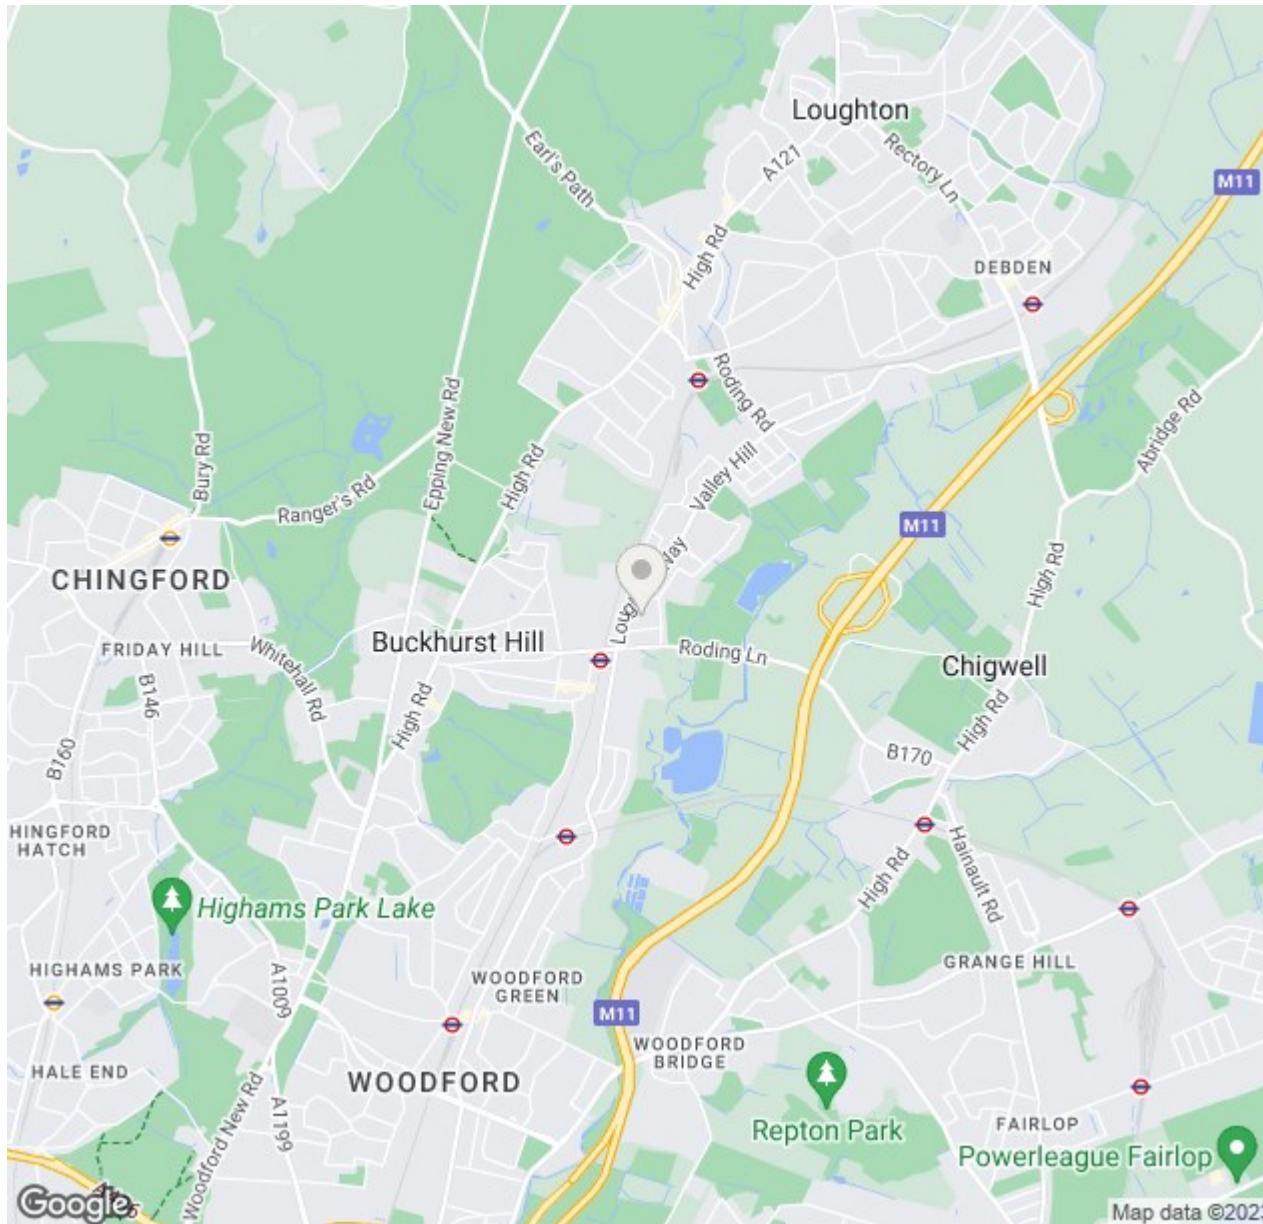 Loughton
A121
Rectory Ln
Earl's Path
M11
High Rd
DEBDEN
Roding Rd
Epping New Rd
Abridge Rd
Bury Rd
Ranger's Rd
High Rd
Valley Hill
M11
CHINGFORD
Way
High Rd
FRIDAY HILL
Whitehall Rd
Buckhurst Hill
Roding Ln
Chigwell
B146
High Rd
High Rd
B160
B170
HINGFORD
HATCH
Hainault Rd
High Rd
Highams Park Lake
HIGHAMS PARK
A1009
WOODFORD
GREEN
GRANGE HILL
M11
WOODFORD
BRIDGE
HALE END
WOODFORD
Woodford New Rd
A1199
Repton Park
FAIRLOP
Powerleague Fairlop
Google
Map data ©202